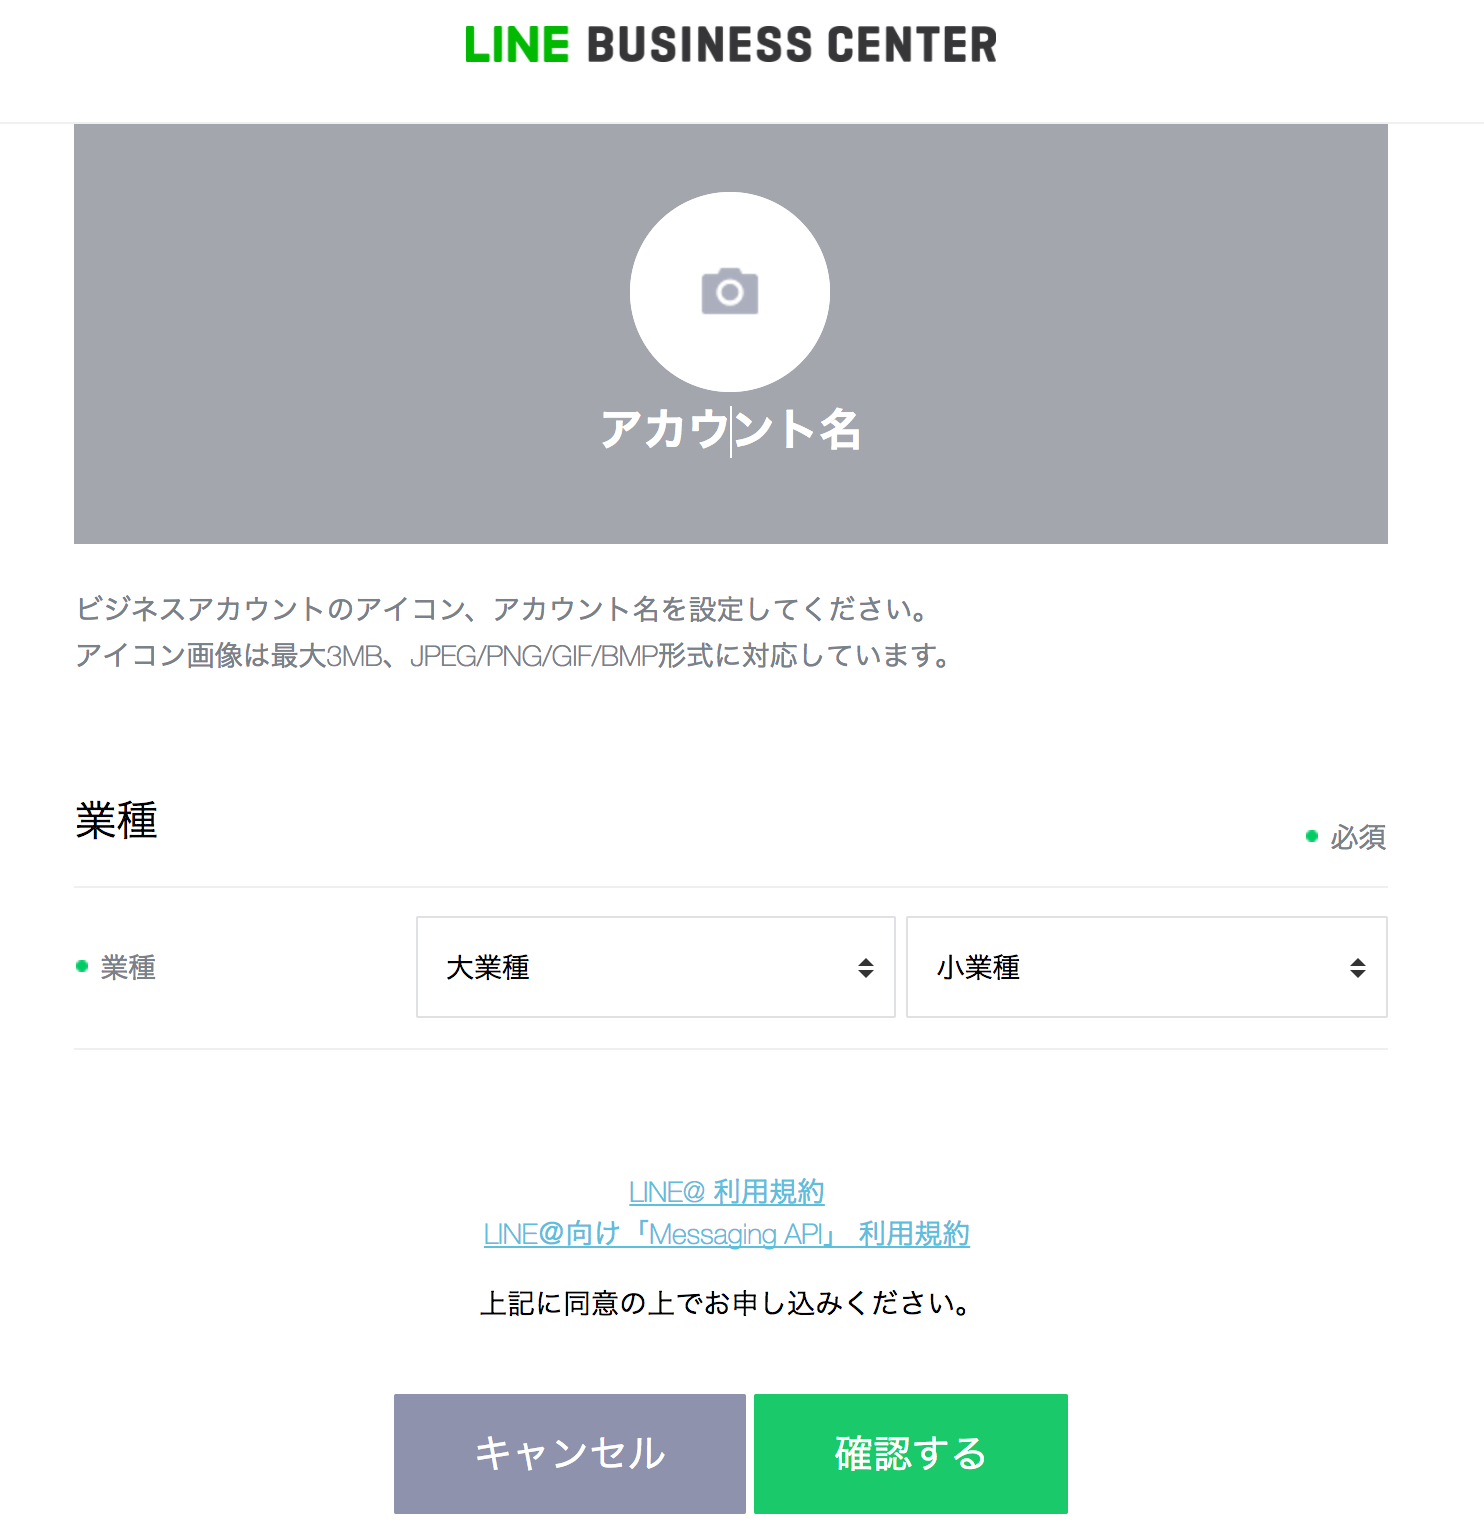 LINE BUSINESS CENTER
アカウント名
ビジネスアカウントのアイコン、アカウント名を設定してください。
アイコン画像は最大3MB、JPEG/PNG/GIF/BMP形式に対応しています。
業種
必須
業種 大業種 小業種
LINE@ 利用規約
LINE@向け「Messaging API」 利用規約
上記に同意の上でお申し込みください。
キャンセル 確認する